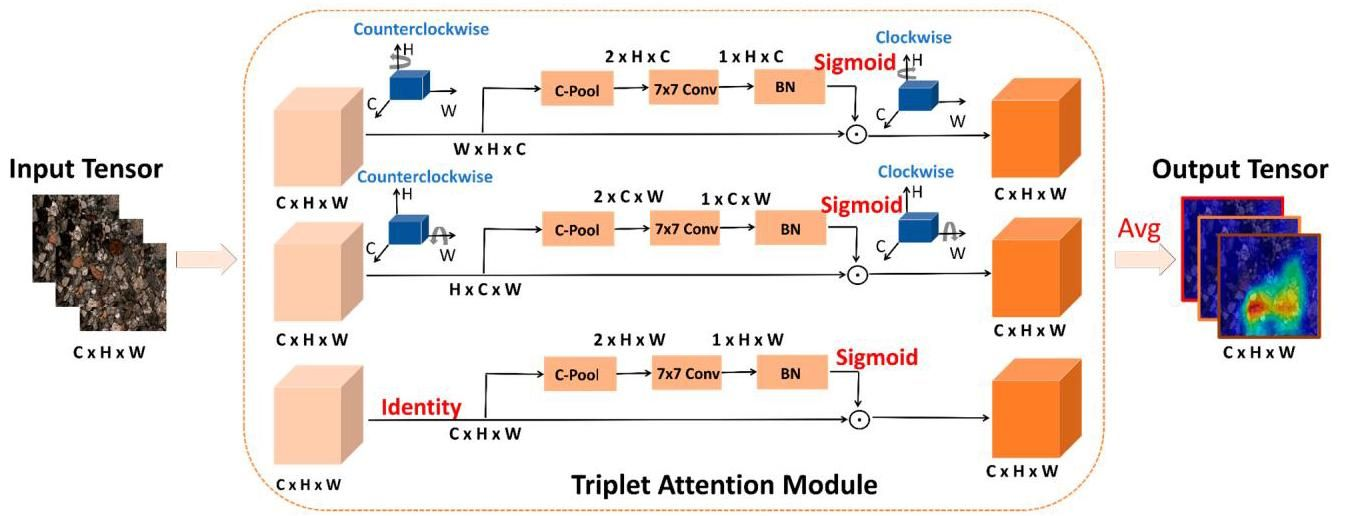 Input Tensor
C x H x W
Counterclockwise
H
C
W
C x H x W
W x H x C
C-Pool
2 x H x C
7x7 Conv
1 x H x C
BN
Sigmoid
Clockwise
H
C
W
C x H x W
Counterclockwise
H
C
W
C x H x W
H x C x W
C-Pool
2 x C x W
7x7 Conv
1 x C x W
BN
Sigmoid
Clockwise
H
C
W
C x H x W
Identity
C x H x W
C x H x W
C-Pool
2 x H x W
7x7 Conv
1 x H x W
BN
Sigmoid
C x H x W
Triplet Attention Module
Avg
Output Tensor
C x H x W